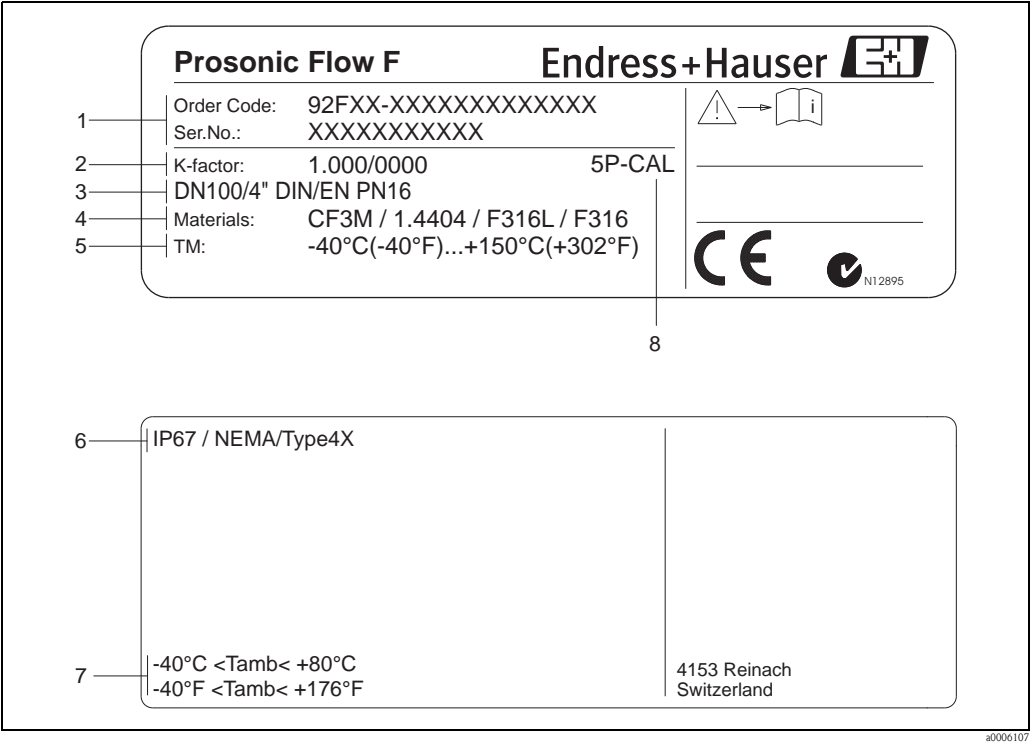 Prosonic Flow F Endress+Hauser
1 Order Code: 92FXX-XXXXXXXXXXXXX i
Ser.No.: XXXXXXXXXXX
2 K-factor: 1.000/0000 5P-CAL
3 DN100/4" DIN/EN PN16
4 Materials: CF3M / 1.4404 / F316L / F316
5 TM: -40°C(-40°F)...+150°C(+302°F)
CE N12895
8
6 IP67 / NEMA/Type4X
7 -40°C <Tamb< +80°C
-40°F <Tamb< +176°F
4153 Reinach
Switzerland
a0006107